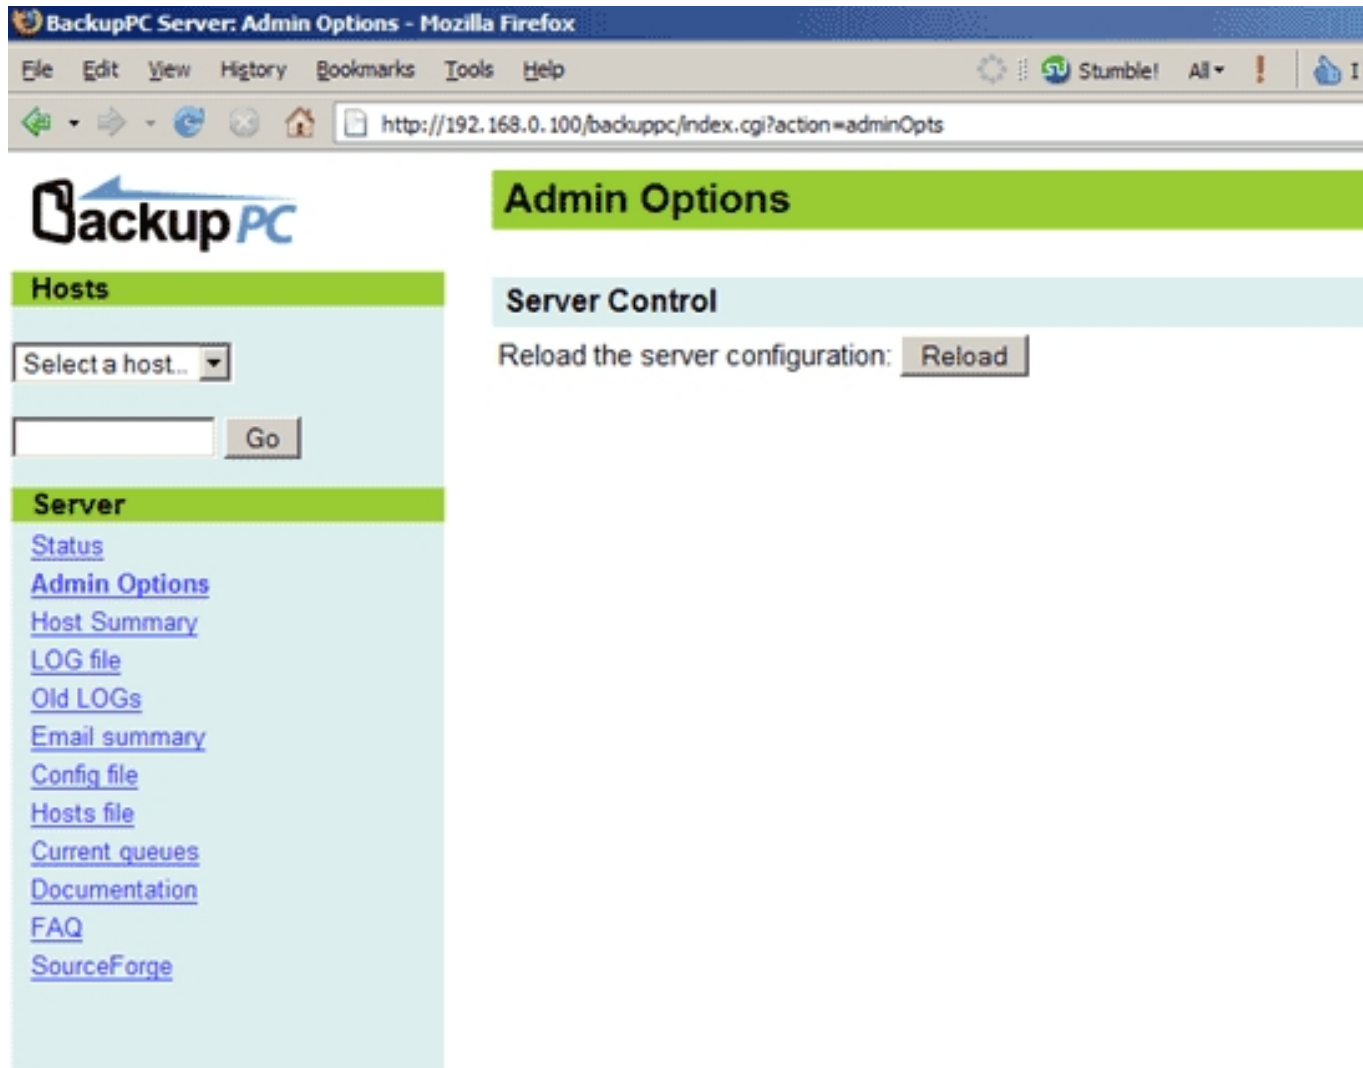 BackupPC Server: Admin Options - Mozilla Firefox
File Edit View History Bookmarks Tools Help Stumble! All I
http://192.168.0.100/backuppc/index.cgi?action=adminOpts
BackupPC
Admin Options
Hosts
Server Control
Select a host...
Reload the server configuration: Reload
Go
Server
Status
Admin Options
Host Summary
LOG file
Old LOGs
Email summary
Config file
Hosts file
Current queues
Documentation
FAQ
SourceForge